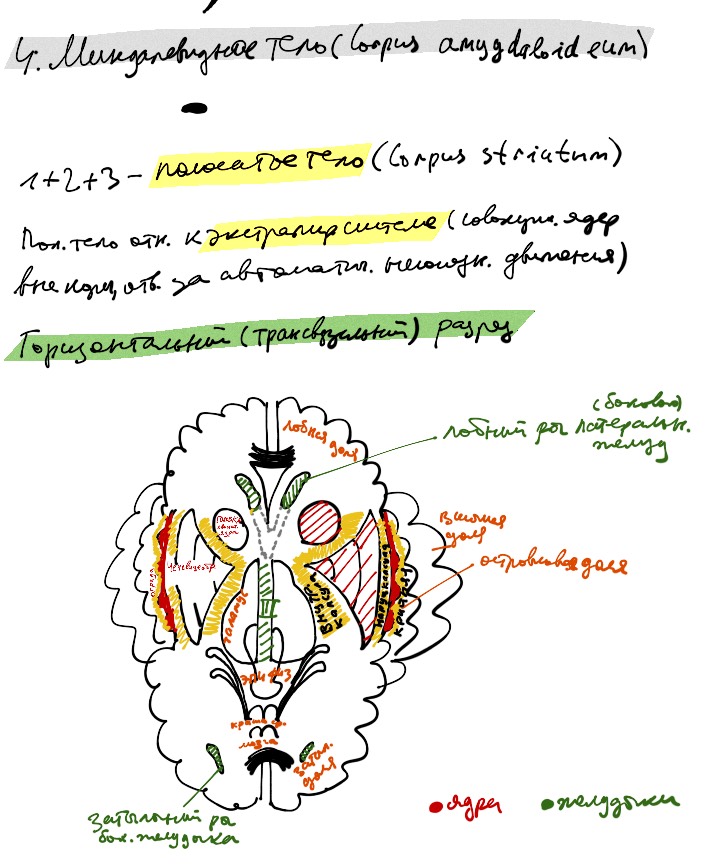 4. Миндалевидное тело (Corpus amygdaloideum)
1+2+3 – полосатое тело (Corpus striatum)
Пол. тело отн. к экстрапир системе (совокупн. ядер
вне коры, отв. за автоматич. неосозн. движения)
Горизонтальный (трансверзальный) разрез
(боковой)
лобный рог латеральн.
желуд
лобная доля
височная
доля
островковая доля
ограда
чечевицеобр
таламус
III
Внутр.
капсула
наружн капсула
эпифиз
крыша ср.
мозга
затыл.
доля
затылочный рог
бок. желудочка
ядра
желудочки